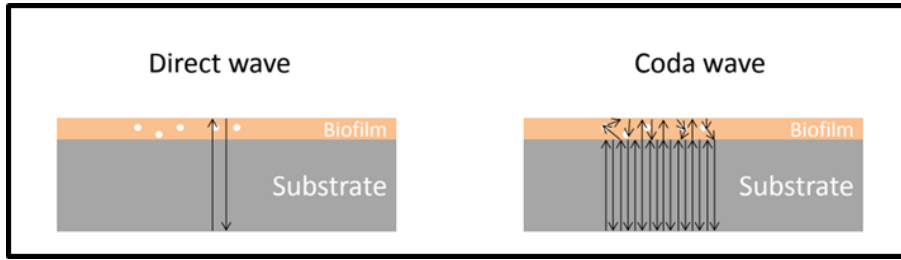 Direct wave
Coda wave
Biofilm
Biofilm
Substrate
Substrate